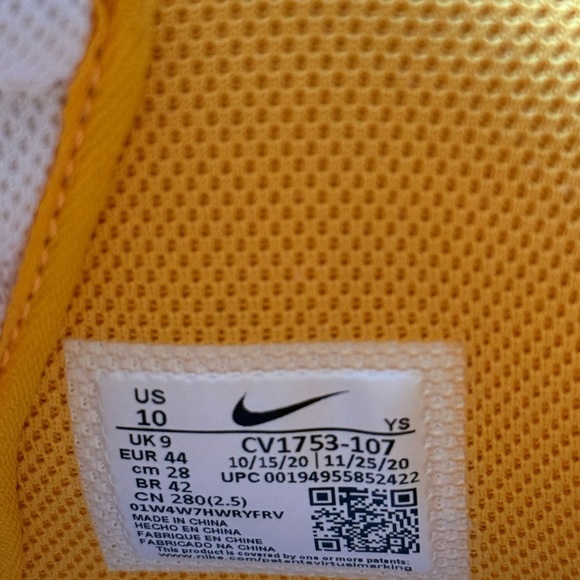 US
10
YS
UK 9
CV1753-107
EUR 44
10/15/20 | 11/25/20
cm 28
UPC 00194955852422
BR 42
CN 280(2.5)
01W4W7HWRYFRV
MADE IN CHINA
HECHO EN CHINA
FABRIQUE EN CHINE
FABRICADO NA CHINA
This product is covered by one or more patents:
www.nike.com/patentsvirtualmarking